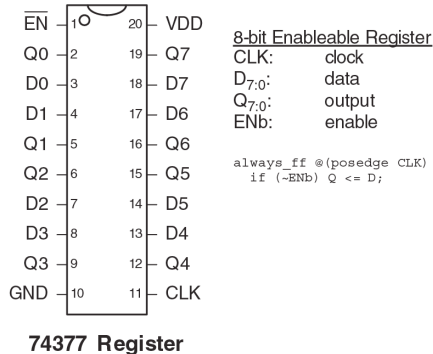 EN 1 20 VDD
Q0 2 19 Q7
D0 3 18 D7
D1 4 17 D6
Q1 5 16 Q6
Q2 6 15 Q5
D2 7 14 D5
D3 8 13 D4
Q3 9 12 Q4
GND 10 11 CLK
74377 Register
8-bit Enableable Register
CLK: clock
D7:0: data
Q7:0: output
ENb: enable
always_ff @(posedge CLK)
if (~ENb) Q <= D;